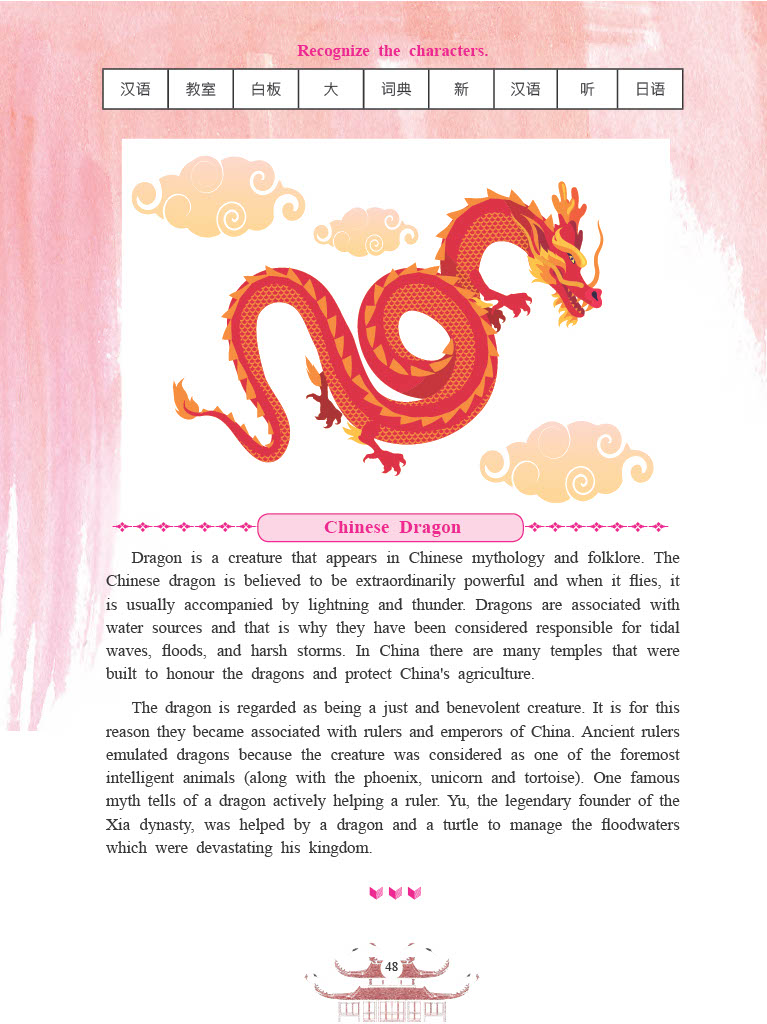 Recognize the characters.
汉语 教室 白板 大 词典 新 汉语 听 日语
Chinese Dragon
Dragon is a creature that appears in Chinese mythology and folklore. The
Chinese dragon is believed to be extraordinarily powerful and when it flies, it
is usually accompanied by lightning and thunder. Dragons are associated with
water sources and that is why they have been considered responsible for tidal
waves, floods, and harsh storms. In China there are many temples that were
built to honour the dragons and protect China's agriculture.
The dragon is regarded as being a just and benevolent creature. It is for this
reason they became associated with rulers and emperors of China. Ancient rulers
emulated dragons because the creature was considered as one of the foremost
intelligent animals (along with the phoenix, unicorn and tortoise). One famous
myth tells of a dragon actively helping a ruler. Yu, the legendary founder of the
Xia dynasty, was helped by a dragon and a turtle to manage the floodwaters
which were devastating his kingdom.
48